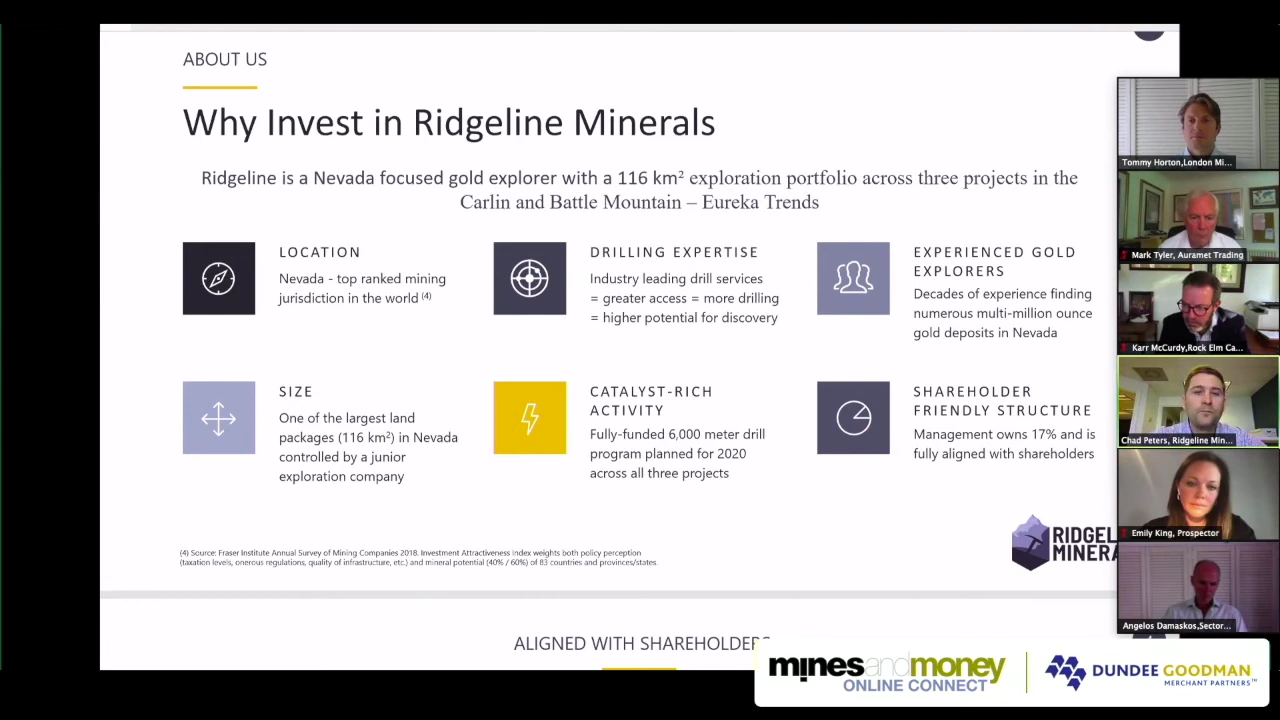 ABOUT US
Why Invest in Ridgeline Minerals
Ridgeline is a Nevada focused gold explorer with a 116 km² exploration portfolio across three projects in the
Carlin and Battle Mountain – Eureka Trends
LOCATION
Nevada - top ranked mining
jurisdiction in the world (4)
DRILLING EXPERTISE
Industry leading drill services
= greater access = more drilling
= higher potential for discovery
EXPERIENCED GOLD
EXPLORERS
Decades of experience finding
numerous multi-million ounce
gold deposits in Nevada
SIZE
One of the largest land
packages (116 km²) in Nevada
controlled by a junior
exploration company
CATALYST-RICH
ACTIVITY
Fully-funded 6,000 meter drill
program planned for 2020
across all three projects
SHAREHOLDER
FRIENDLY STRUCTURE
Management owns 17% and is
fully aligned with shareholders
(4) Source: Fraser Institute Annual Survey of Mining Companies 2018. Investment Attractiveness index weights both policy perception
(taxation levels, onerous regulations, quality of infrastructure, etc.) and mineral potential (40% / 60%) of 83 countries and provinces/states.
RIDGEL
MINERA
ALIGNED WITH SHAREHOLDERS
Tommy Horton,London Mi...
Mark Tyler, Auramet Trading
Karr McCurdy,Rock Elm Ca...
Chad Peters, Ridgeline Min...
Emily King, Prospector
Angelos Damaskos,Sector...
minesandmoney
ONLINE CONNECT
DUNDEE GOODMAN
MERCHANT PARTNERS™